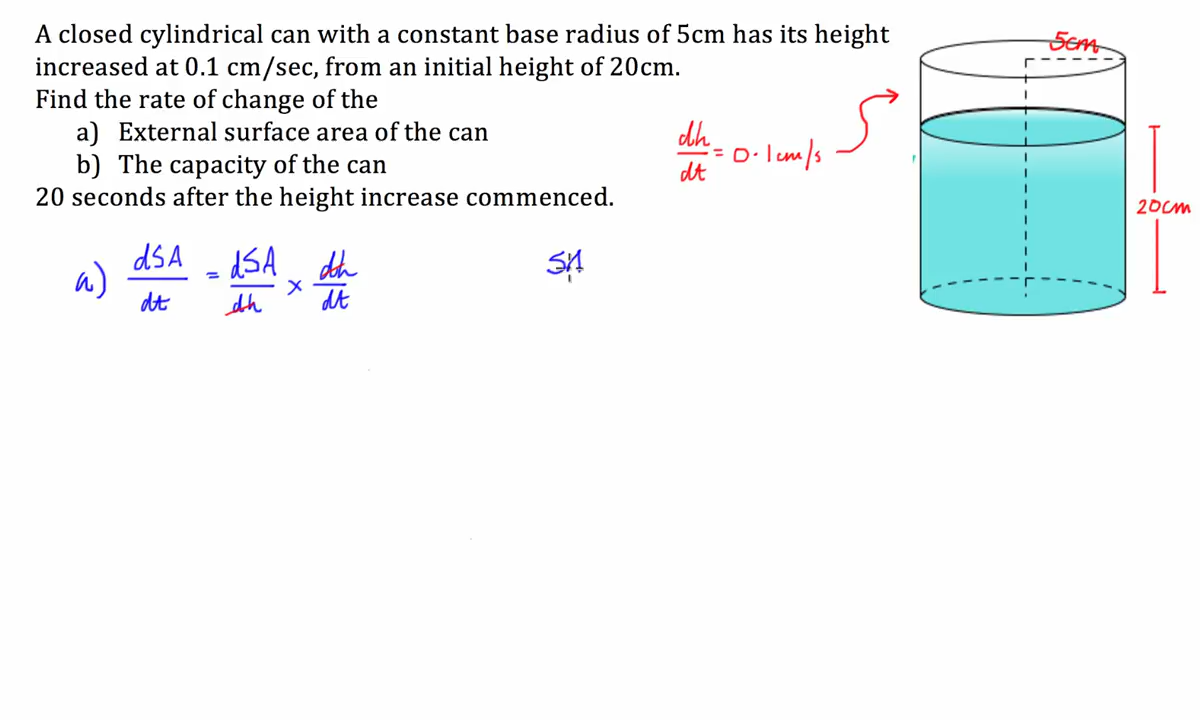 A closed cylindrical can with a constant base radius of 5cm has its height
increased at 0.1 cm/sec, from an initial height of 20cm.
Find the rate of change of the
a) External surface area of the can
b) The capacity of the can
20 seconds after the height increase commenced.
5cm
dh/dt = 0.1cm/s
20cm
a) dSA/dt = dSA/dh × dh/dt
SA